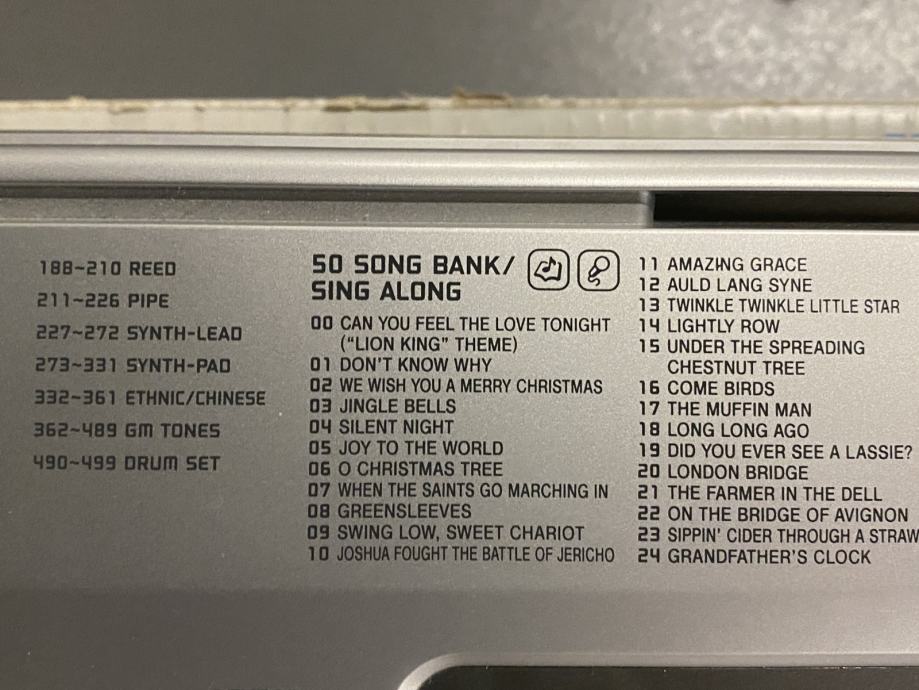 188~210 REED
211~226 PIPE
227~272 SYNTH-LEAD
273~331 SYNTH-PAD
332~361 ETHNIC/CHINESE
362~489 GM TONES
490~499 DRUM SET
50 SONG BANK/
SING ALONG
00 CAN YOU FEEL THE LOVE TONIGHT
("LION KING" THEME)
01 DON'T KNOW WHY
02 WE WISH YOU A MERRY CHRISTMAS
03 JINGLE BELLS
04 SILENT NIGHT
05 JOY TO THE WORLD
06 O CHRISTMAS TREE
07 WHEN THE SAINTS GO MARCHING IN
08 GREENSLEEVES
09 SWING LOW, SWEET CHARIOT
10 JOSHUA FOUGHT THE BATTLE OF JERICHO
11 AMAZING GRACE
12 AULD LANG SYNE
13 TWINKLE TWINKLE LITTLE STAR
14 LIGHTLY ROW
15 UNDER THE SPREADING
CHESTNUT TREE
16 COME BIRDS
17 THE MUFFIN MAN
18 LONG LONG AGO
19 DID YOU EVER SEE A LASSIE?
20 LONDON BRIDGE
21 THE FARMER IN THE DELL
22 ON THE BRIDGE OF AVIGNON
23 SIPPIN' CIDER THROUGH A STRAW
24 GRANDFATHER'S CLOCK